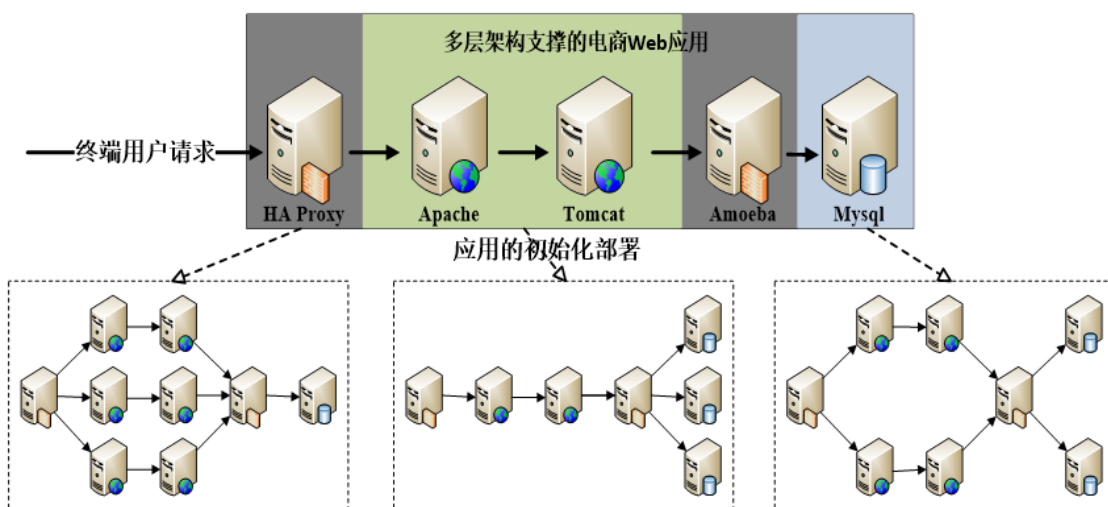 多层架构支撑的电商Web应用
终端用户请求
HA Proxy
Apache
Tomcat
Amoeba
Mysql
应用的初始化部署